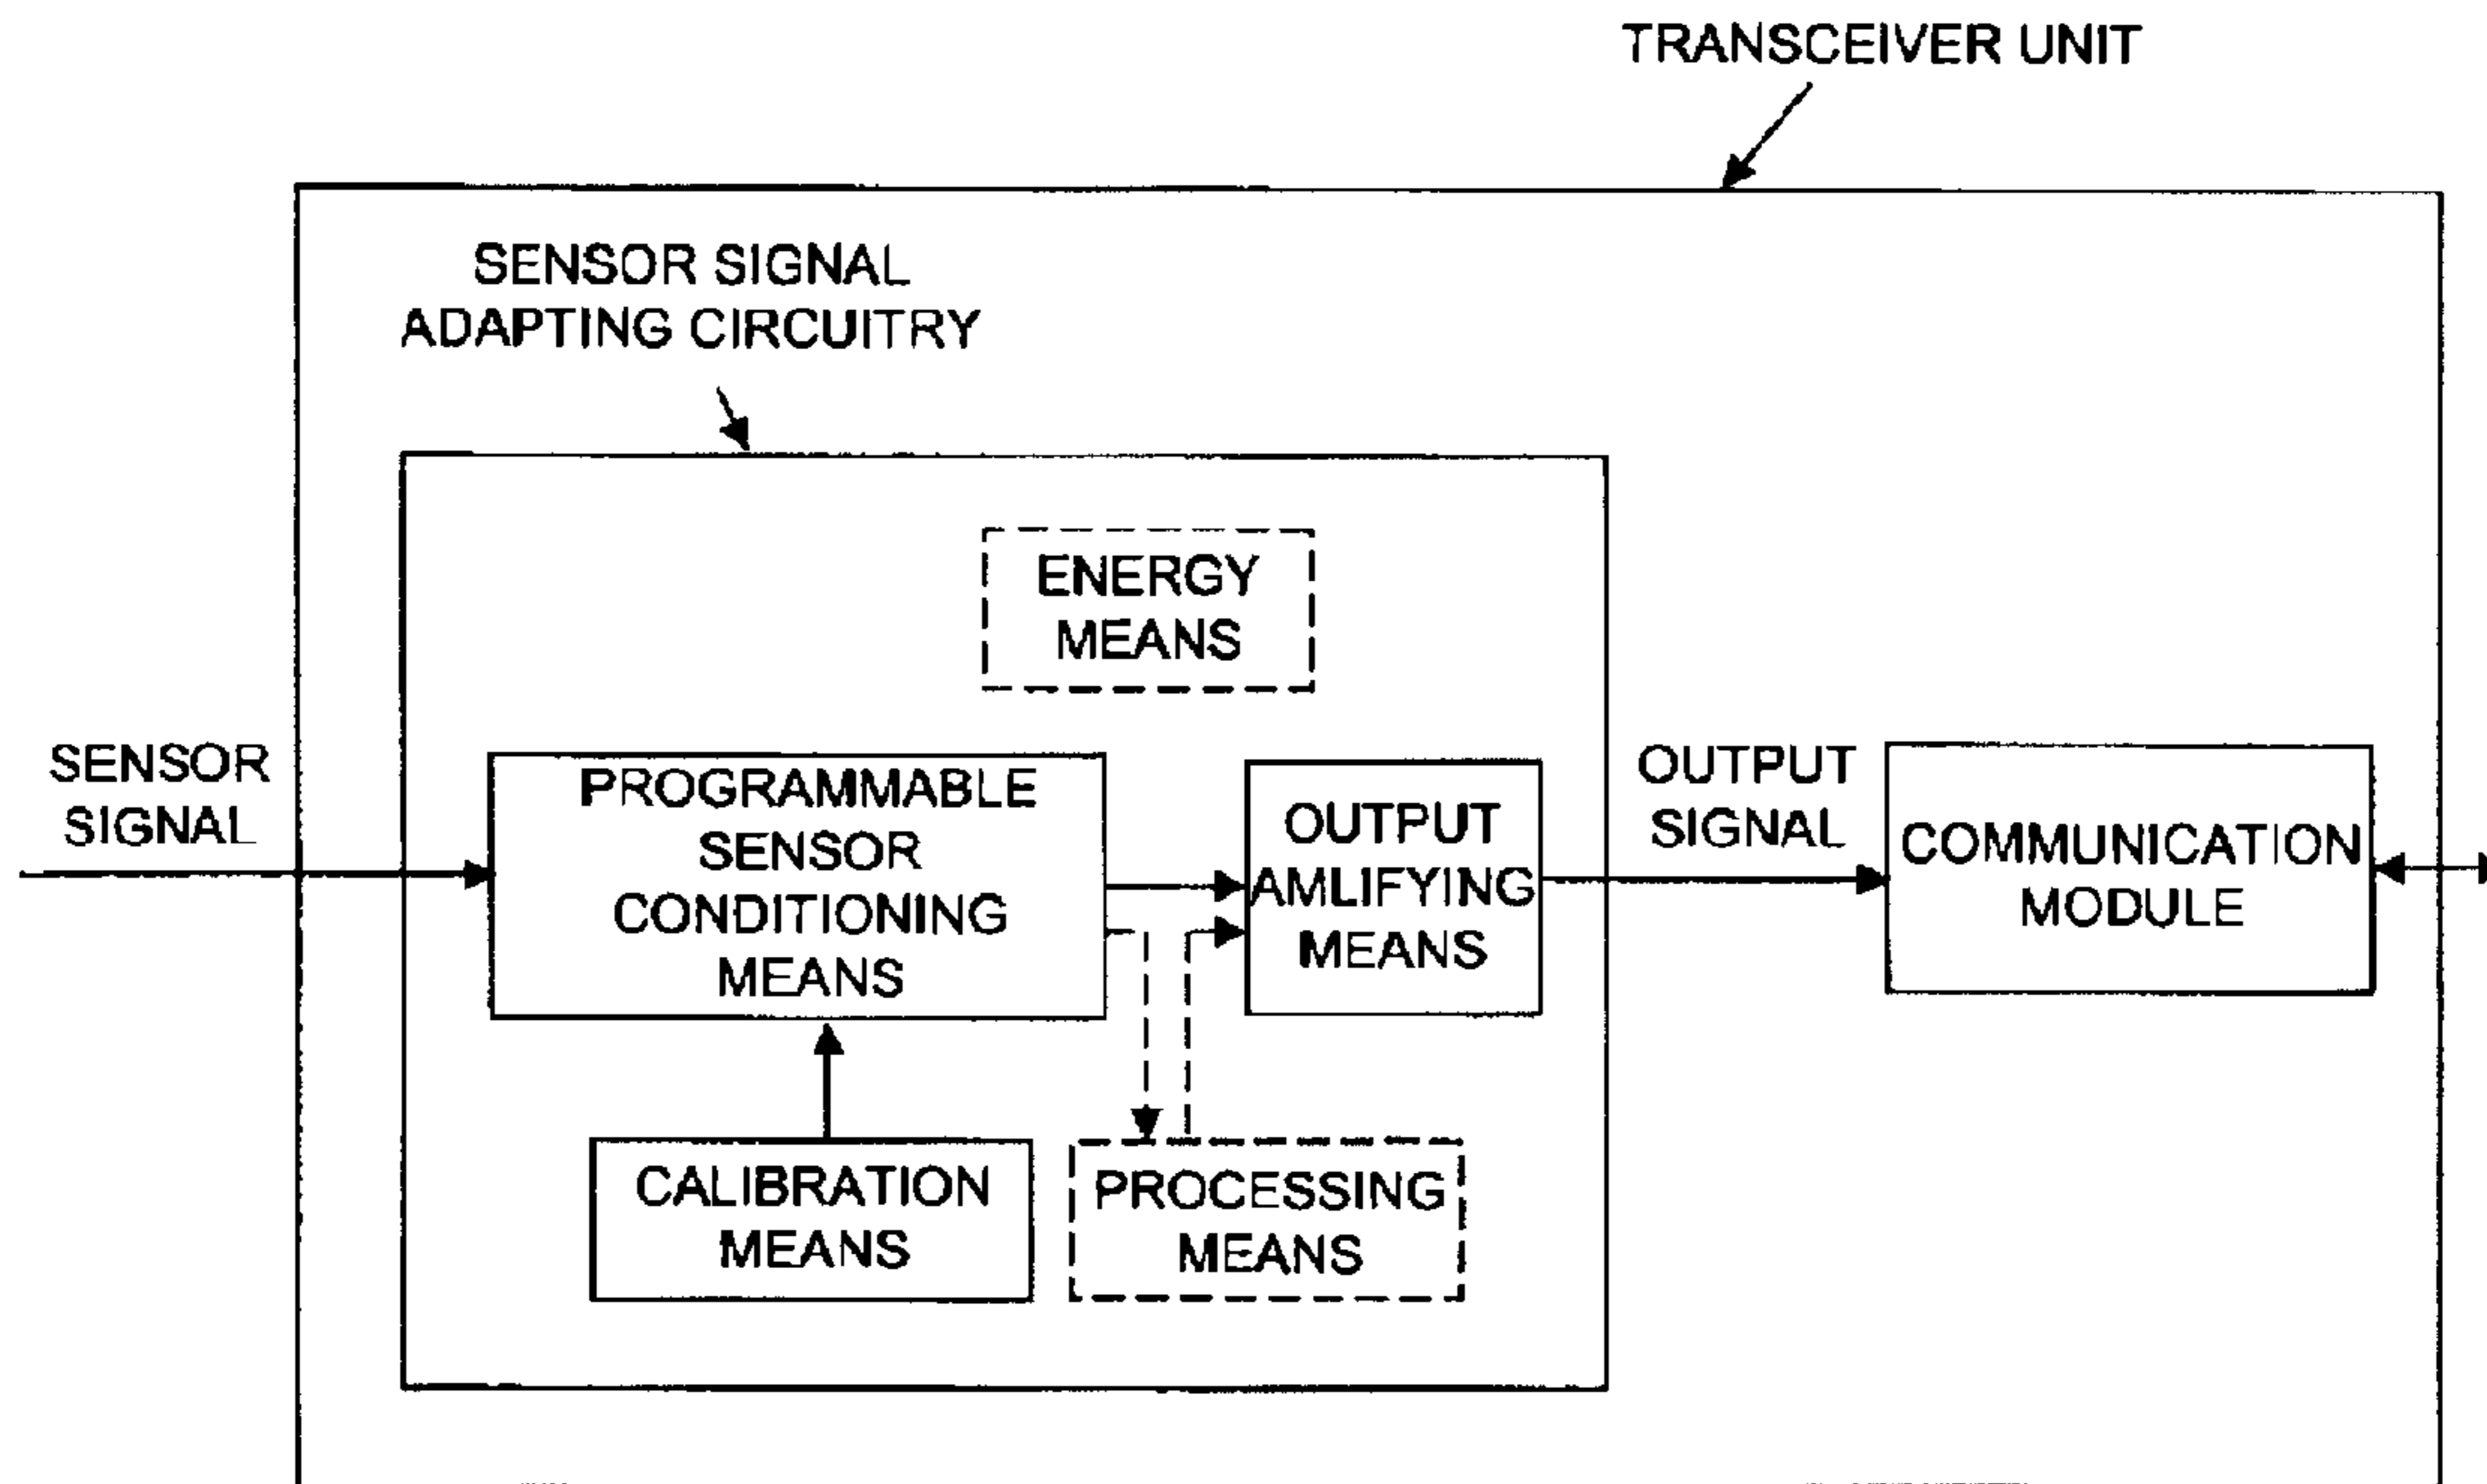 TRANSCEIVER UNIT
SENSOR SIGNAL
ADAPTING CIRCUITRY
ENERGY
MEANS
SENSOR
SIGNAL
PROGRAMMABLE
SENSOR
CONDITIONING
MEANS
OUTPUT
AMLIFYING
MEANS
OUTPUT
SIGNAL
COMMUNICATION
MODULE
CALIBRATION
MEANS
PROCESSING
MEANS